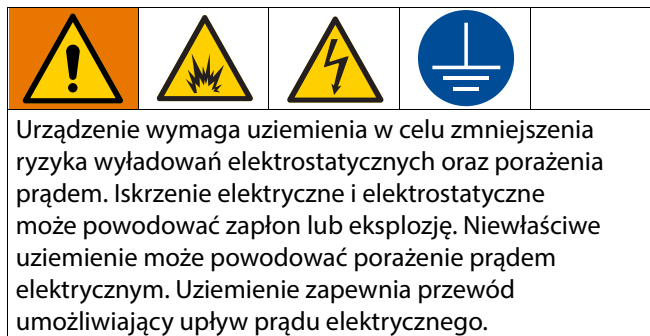 Urządzenie wymaga uziemienia w celu zmniejszenia
ryzyka wyładowań elektrostatycznych oraz porażenia
prądem. Iskrzenie elektryczne i elektrostatyczne
może powodować zapłon lub eksplozję. Niewłaściwe
uziemienie może powodować porażenie prądem
elektrycznym. Uziemienie zapewnia przewód
umożliwiający upływ prądu elektrycznego.